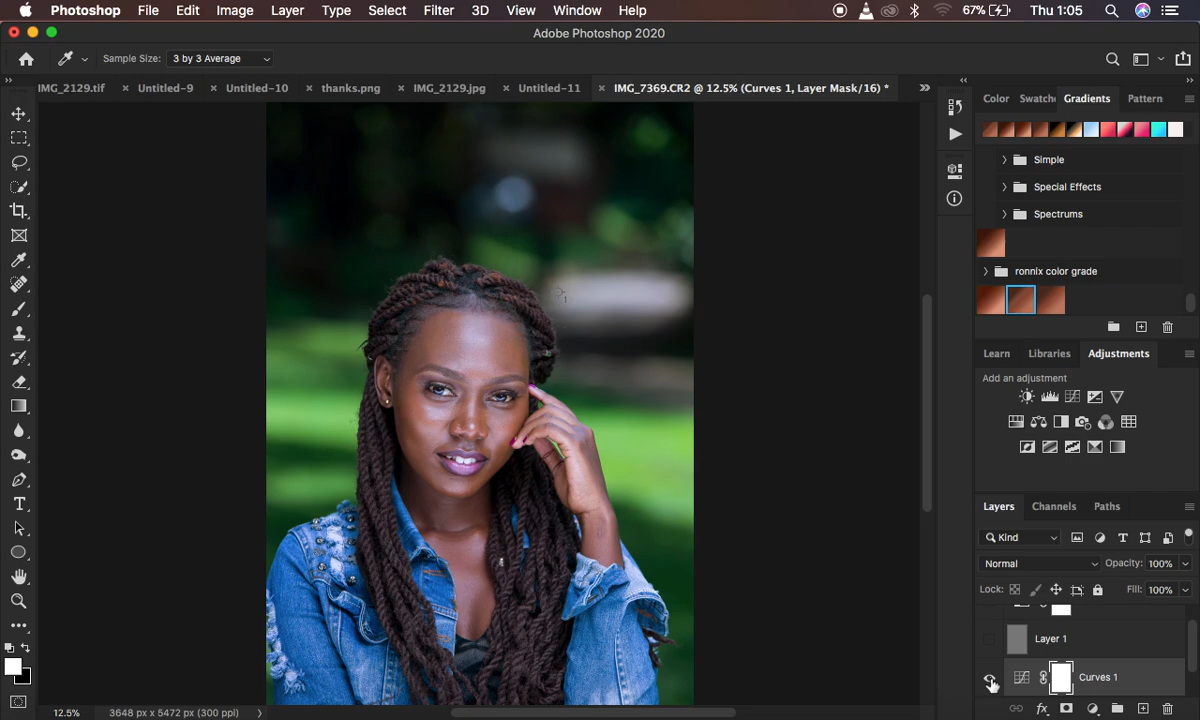 Photoshop File Edit Image Layer Type Select Filter 3D View Window Help 67% Thu 1:05
Adobe Photoshop 2020
Sample Size: 3 by 3 Average
IMG_2129.tif × Untitled-9 × Untitled-10 × thanks.png × IMG_2129.jpg × Untitled-11 × IMG_7369.CR2 @ 12.5% (Curves 1, Layer Mask/16) *
Color Swatche Gradients Pattern
Simple
Special Effects
Spectrums
ronnix color grade
Learn Libraries Adjustments
Add an adjustment
Layers Channels Paths
Kind
Normal Opacity: 100%
Lock: Fill: 100%
Layer 1
Curves 1
12.5% 3648 px x 5472 px (300 ppi)